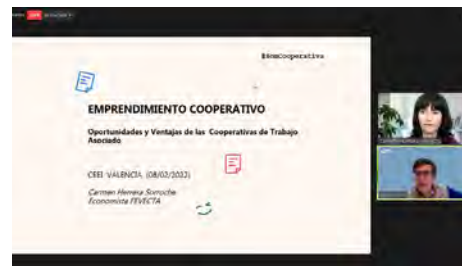 #SomCooperativa
EMPRENDIMIENTO COOPERATIVO
Oportunidades y Ventajas de las Cooperativas de Trabajo
Asociado
CEEI VALENCIA, (08/02/2022)
Carmen Herrera Sorroche
Economista FEVECTA